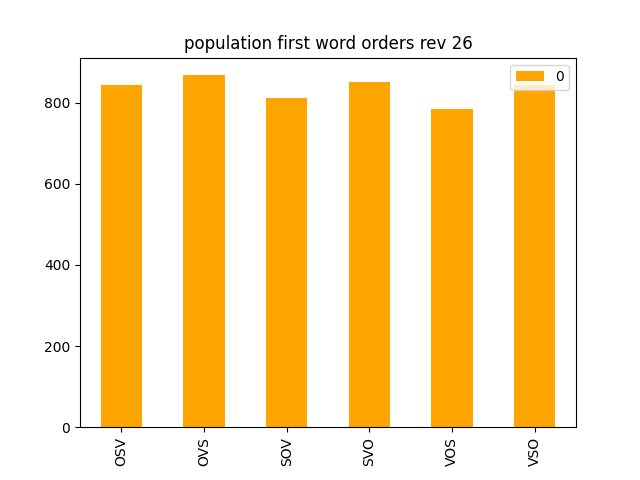 population first word orders rev 26
0
800
600
400
200
0
OSV
OVS
SOV
SVO
VOS
VSO